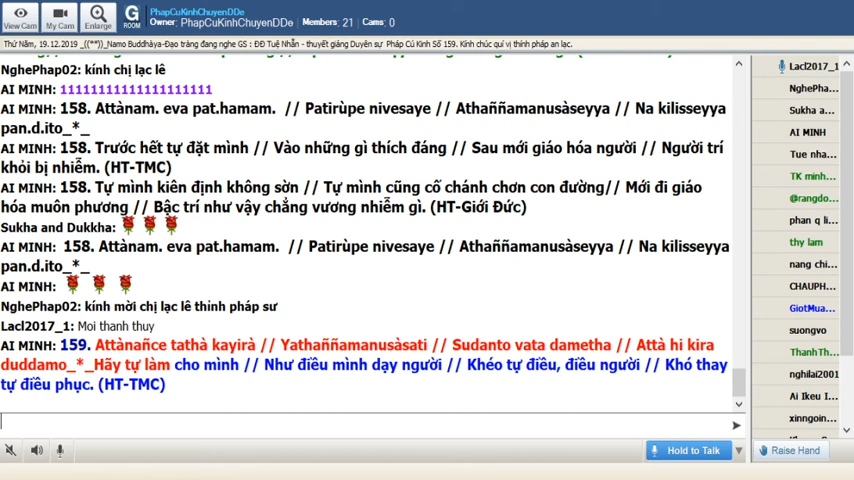 PhapCuKinhChuyenDDe
Owner: PhapCuKinhChuyenDDe Members: 21 Cams: 0
View Cam My Cam Enlarge G ROOM
Thứ Năm, 19.12.2019 _((**)_Namo Buddhàya-Đạo tràng đang nghe GS : ĐĐ Tuệ Nhẫn - thuyết giảng Duyên sự Pháp Cú Kinh Số 159. Kính chúc quí vị thính pháp an lạc.
NghePhap02: kính chị lạc lê
AI MINH: 11111111111111111111
AI MINH: 158. Attànam. eva pat.hamam. // Patirùpe nivesaye // Athaññamanusàseyya // Na kilisseyya
pan.d.ito_*_
AI MINH: 158. Trước hết tự đặt mình // Vào những gì thích đáng // Sau mới giáo hóa người // Người trí
khỏi bị nhiễm. (HT-TMC)
AI MINH: 158. Tự mình kiên định không sờn // Tự mình cũng cố chánh chơn con đường// Mới đi giáo
hóa muôn phương // Bậc trí như vậy chẳng vương nhiễm gì. (HT-Giới Đức)
Sukha and Dukkha:
AI MINH: 158. Attànam. eva pat.hamam. // Patirùpe nivesaye // Athaññamanusàseyya // Na kilisseyya
pan.d.ito_*_
AI MINH:
NghePhap02: kính mời chị lạc lê thỉnh pháp sư
Lacl2017_1: Moi thanh thuy
AI MINH: 159. Attànañce tathà kayirà // Yathaññamanusàsati // Sudanto vata dametha // Attà hi kira
duddamo_*_Hãy tự làm cho mình // Như điều mình dạy người // Khéo tự điều, điều người // Khó thay
tự điều phục. (HT-TMC)
Hold to Talk
Lacl2017_1
NghePha...
Sukha a...
AI MINH
Tue nha...
TK minh...
@rangdo...
phan q li...
thy lam
nang chi...
CHAUPH...
GiotMua...
suongvo
ThanhTh...
nghilai2001
Ai Ikeu I...
xinngoin...
Raise Hand